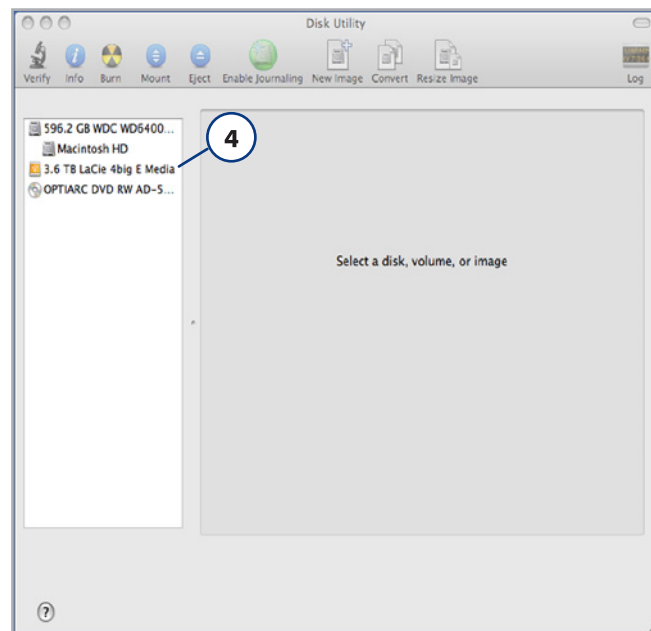 Disk Utility
Verify Info Burn Mount Eject Enable Journaling New Image Convert Resize Image Log
596.2 GB WDC WD6400...
Macintosh HD
3.6 TB LaCie 4big E Media
OPTIARC DVD RW AD-5...
4
Select a disk, volume, or image
?